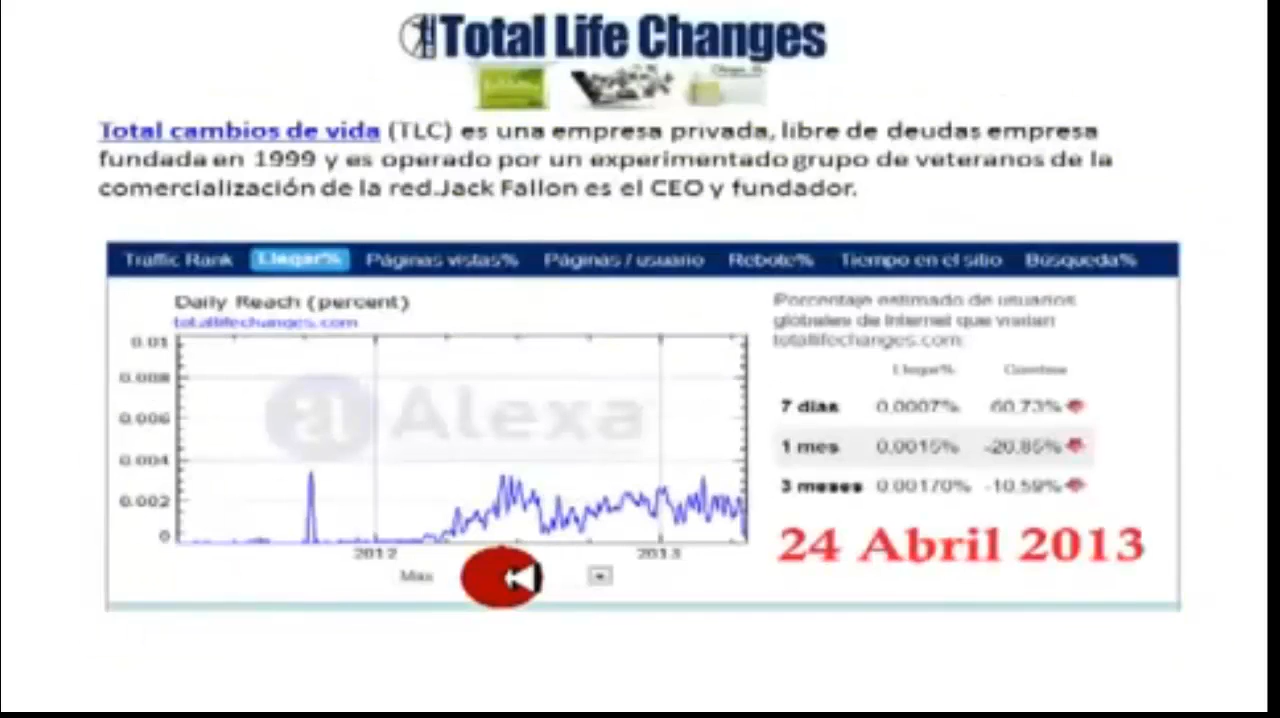 Total Life Changes
Total cambios de vida (TLC) es una empresa privada, libre de deudas empresa
fundada en 1999 y es operado por un experimentado grupo de veteranos de la
comercialización de la red.Jack Fallon es el CEO y fundador.
Traffic Rank Llegar% Páginas vistas% Páginas / usuario Rebote% Tiempo en el sitio Búsqueda%
Daily Reach (percent)
totallifechanges.com
Porcentaje estimado de usuarios
globales de Internet que visitan
totallifechanges.com:
Llegar% Cambios
0.01
0.008
0.006
0.004
0.002
0
a Alexa
2012 2013
7 días 0,0007% 60,73%
1 mes 0,0015% -20,85%
3 meses 0,00170% -10,59%
24 Abril 2013
Max